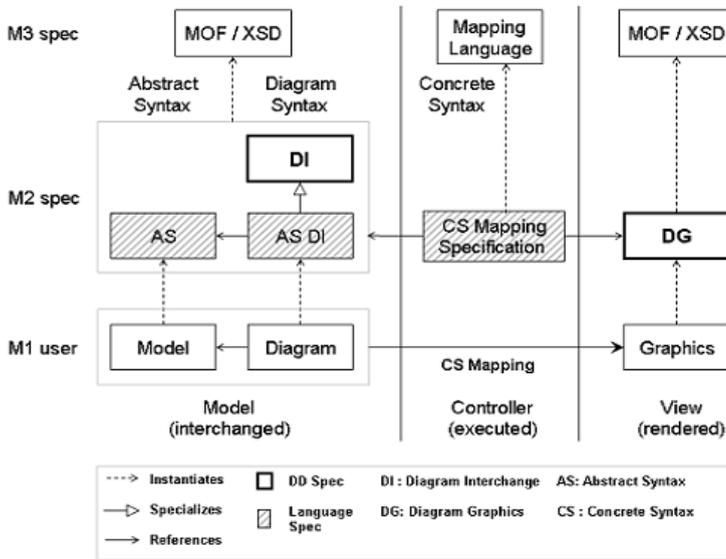 M3 spec
MOF / XSD
Mapping
Language
MOF / XSD
Abstract
Syntax
Diagram
Syntax
Concrete
Syntax
DI
M2 spec
AS
AS DI
CS Mapping
Specification
DG
M1 user
Model
Diagram
CS Mapping
Graphics
Model
(interchanged)
Controller
(executed)
View
(rendered)
Instantiates
DD Spec
DI : Diagram Interchange
AS: Abstract Syntax
Specializes
Language
Spec
DG: Diagram Graphics
CS : Concrete Syntax
References